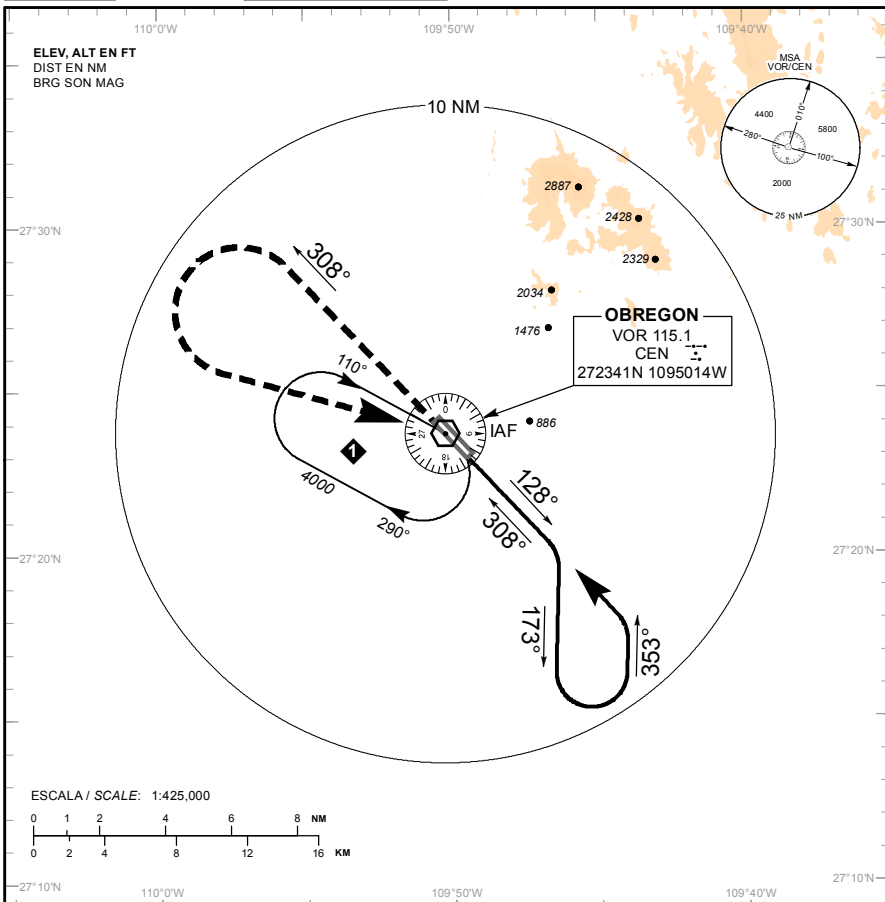 110°0'W
109°50'W
109°40'W
ELEV, ALT EN FT
DIST EN NM
BRG SON MAG
MSA
VOR/CEN
010°
4400
5800
280°
100°
2000
25 NM
10 NM
2887
2428
2329
2034
1476
27°30'N
27°30'N
308°
OBREGON
VOR 115.1
CEN
272341N 1095014W
110°
0
9
18
27
IAF
886
1
4000
290°
128°
308°
27°20'N
27°20'N
173°
353°
ESCALA / SCALE: 1:425,000
0 1 2 4 6 8 NM
0 2 4 8 12 16 KM
27°10'N
27°10'N
110°0'W
109°50'W
109°40'W